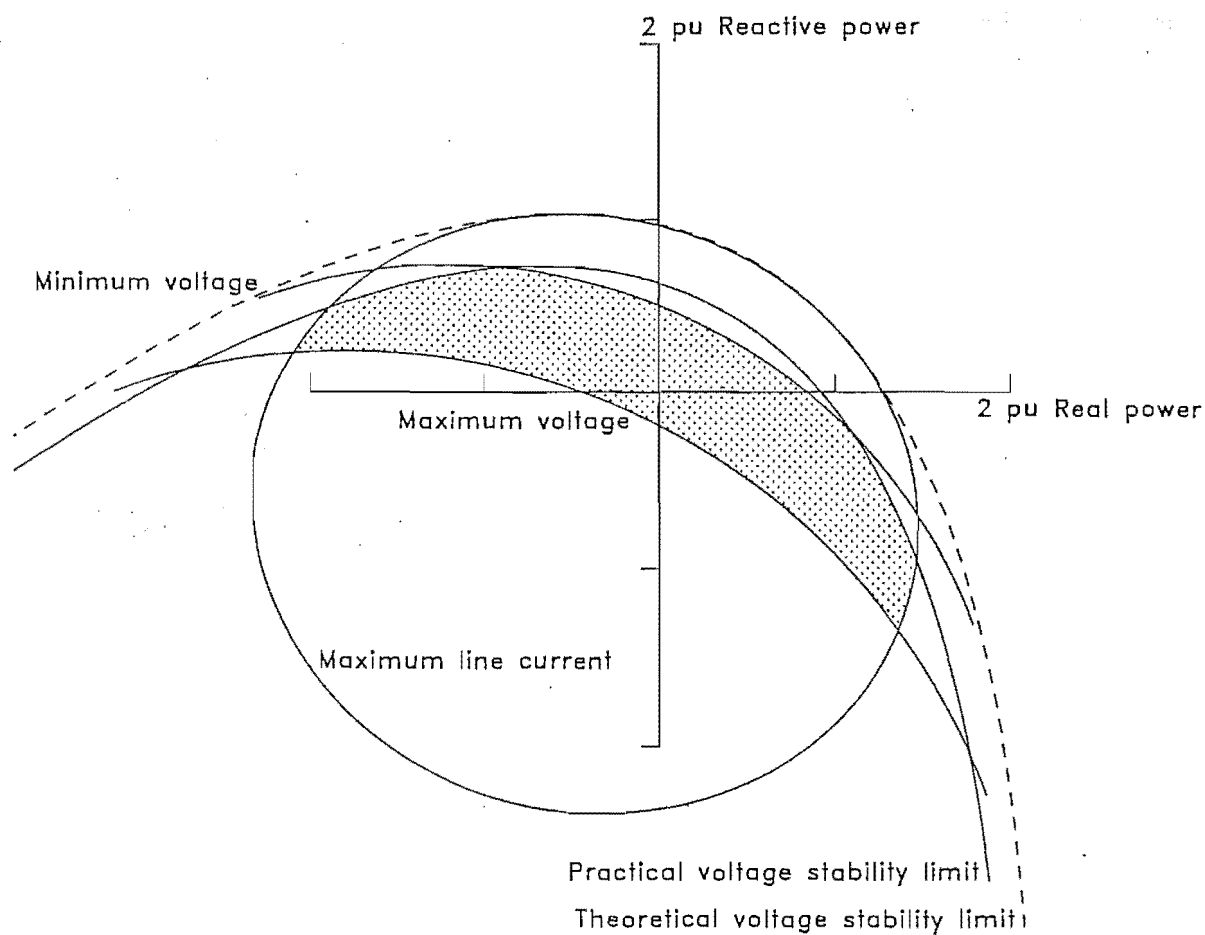 2 pu Reactive power
Minimum voltage
2 pu Real power
Maximum voltage
Maximum line current
Practical voltage stability limit
Theoretical voltage stability limit